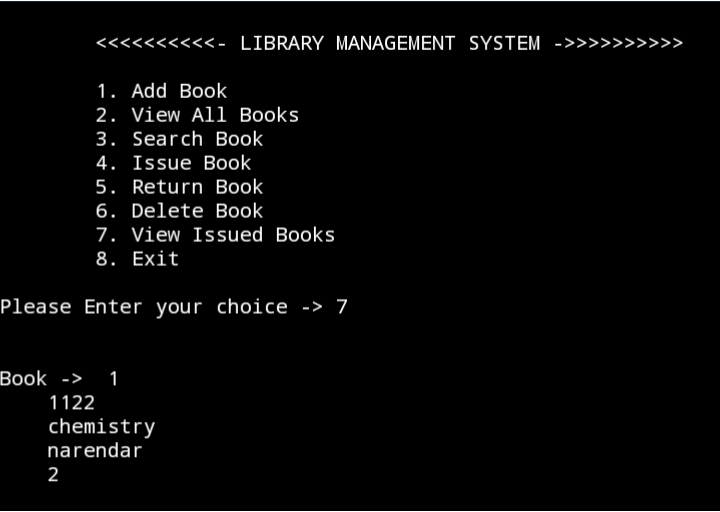 <<<<<<<<<<- LIBRARY MANAGEMENT SYSTEM ->>>>>>>>>>
1. Add Book
2. View All Books
3. Search Book
4. Issue Book
5. Return Book
6. Delete Book
7. View Issued Books
8. Exit
Please Enter your choice -> 7
Book -> 1
1122
chemistry
narendar
2